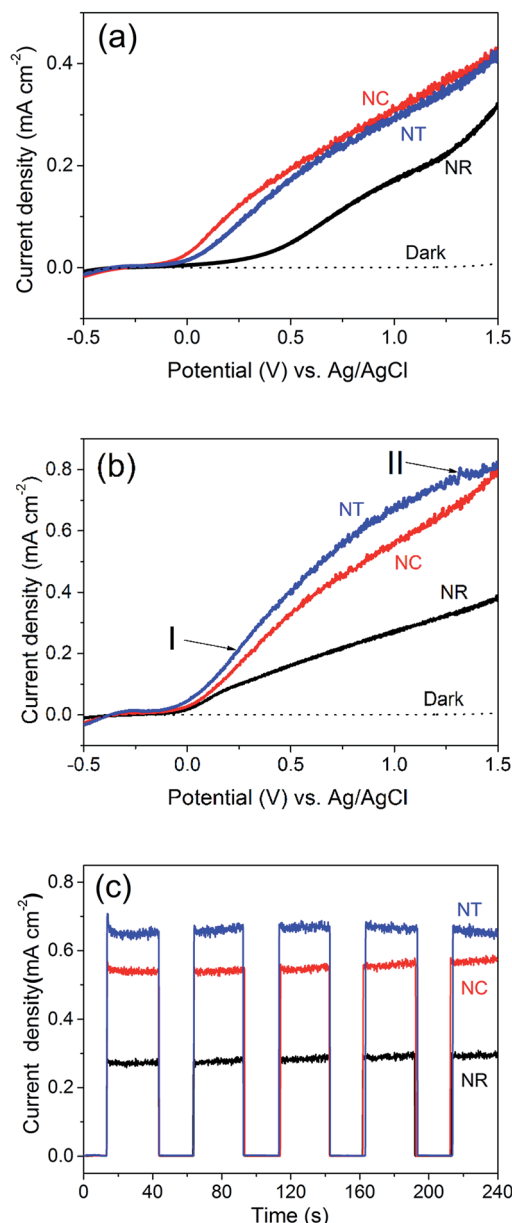 (a)
Current density (mA cm⁻²)
0.4
0.2
0.0
NC
NT
NR
Dark
-0.5 0.0 0.5 1.0 1.5
Potential (V) vs. Ag/AgCl
(b)
Current density (mA cm⁻²)
0.8
0.6
0.4
0.2
0.0
II
NT
NC
I
NR
Dark
-0.5 0.0 0.5 1.0 1.5
Potential (V) vs. Ag/AgCl
(c)
Current density(mA cm⁻²)
0.8
0.6
0.4
0.2
0.0
NT
NC
NR
0 40 80 120 160 200 240
Time (s)